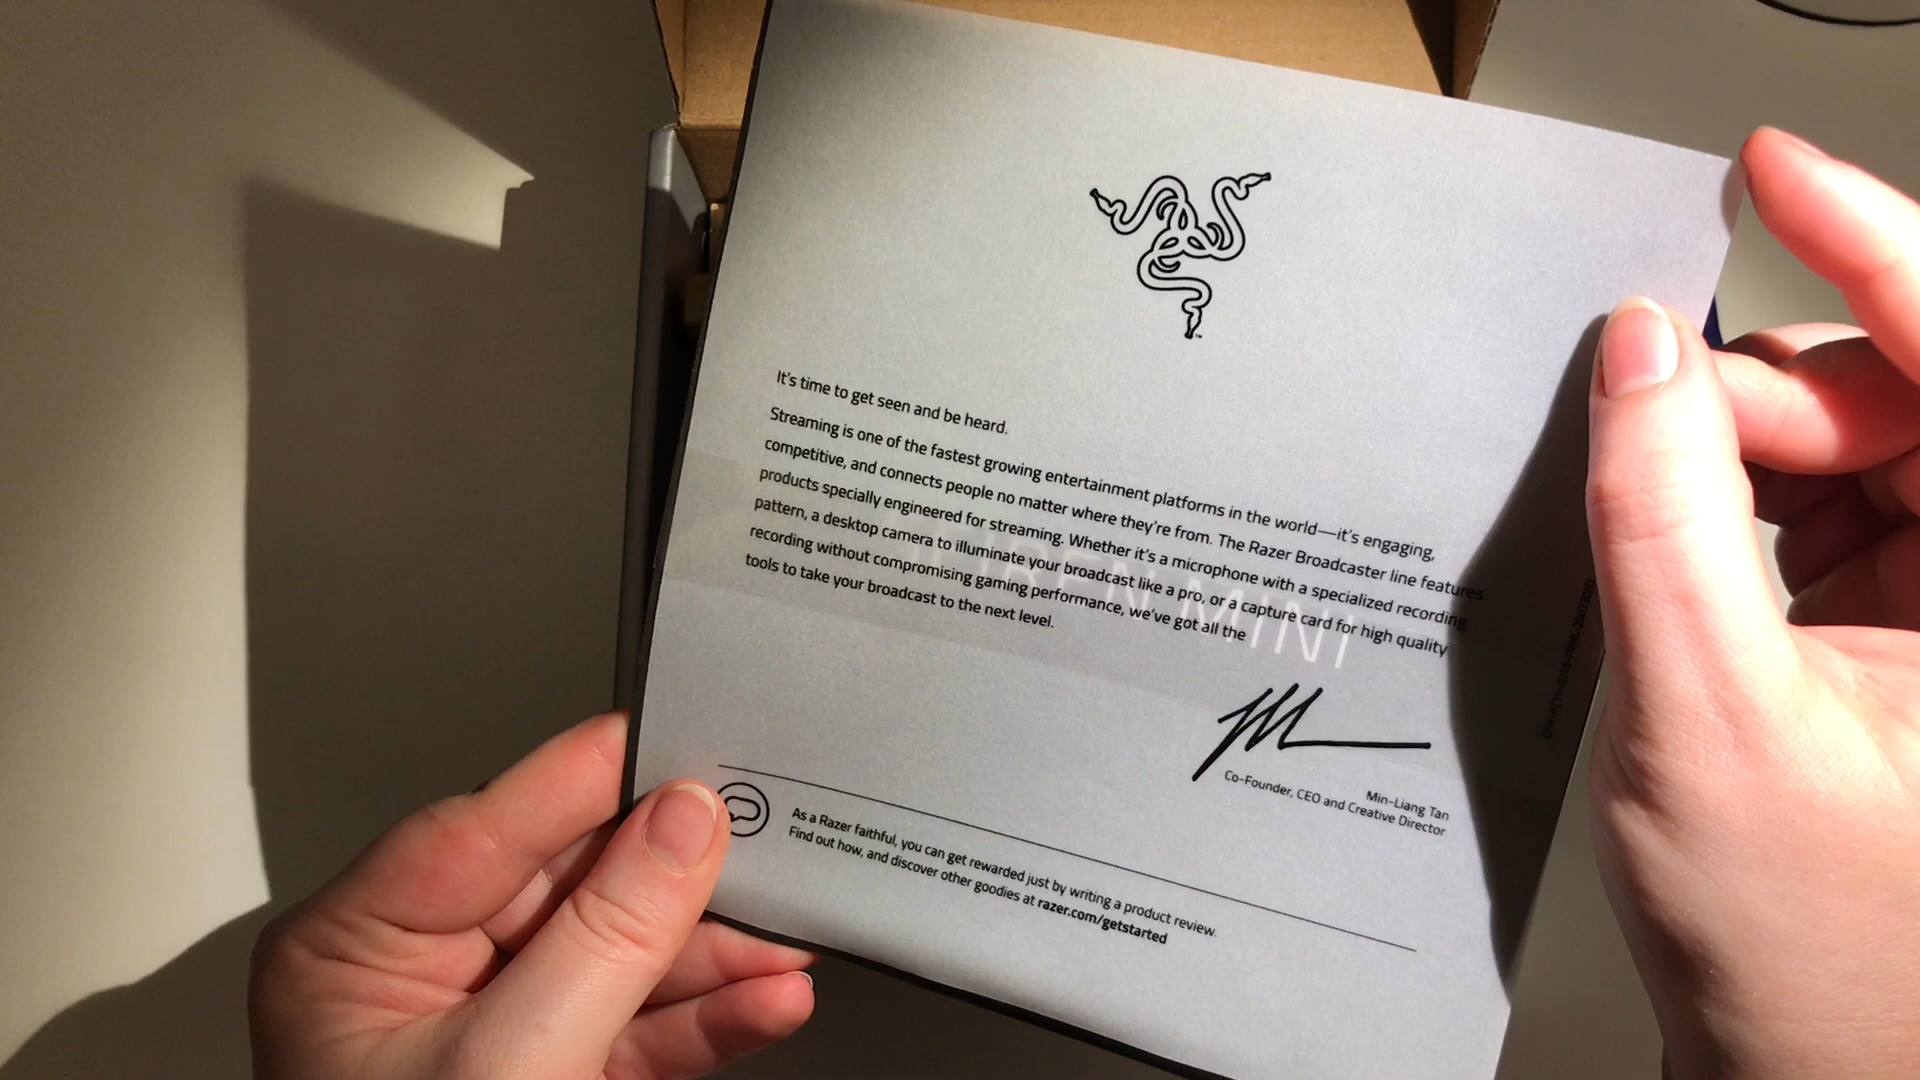 It's time to get seen and be heard.
Streaming is one of the fastest growing entertainment platforms in the world—it's engaging,
competitive, and connects people no matter where they're from. The Razer Broadcaster line features
products specially engineered for streaming. Whether it's a microphone with a specialized recording
pattern, a desktop camera to illuminate your broadcast like a pro, or a capture card for high quality
recording without compromising gaming performance, we've got all the
tools to take your broadcast to the next level.
MINI
Min-Liang Tan
Co-Founder, CEO and Creative Director
As a Razer faithful, you can get rewarded just by writing a product review.
Find out how, and discover other goodies at razer.com/getstarted